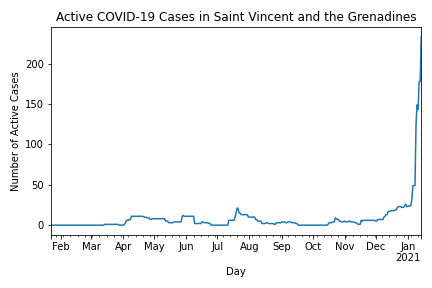 Active COVID-19 Cases in Saint Vincent and the Grenadines
Number of Active Cases
200
150
100
50
0
Feb Mar Apr May Jun Jul Aug Sep Oct Nov Dec Jan
2021
Day